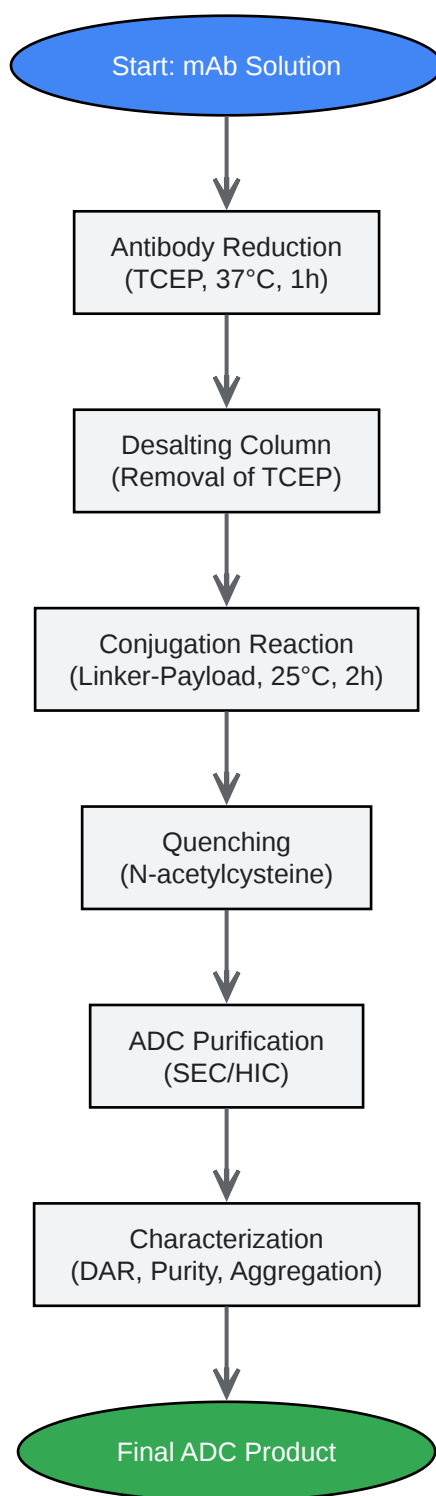 Start: mAb Solution
Antibody Reduction
(TCEP, 37°C, 1h)
Desalting Column
(Removal of TCEP)
Conjugation Reaction
(Linker-Payload, 25°C, 2h)
Quenching
(N-acetylcysteine)
ADC Purification
(SEC/HIC)
Characterization
(DAR, Purity, Aggregation)
Final ADC Product